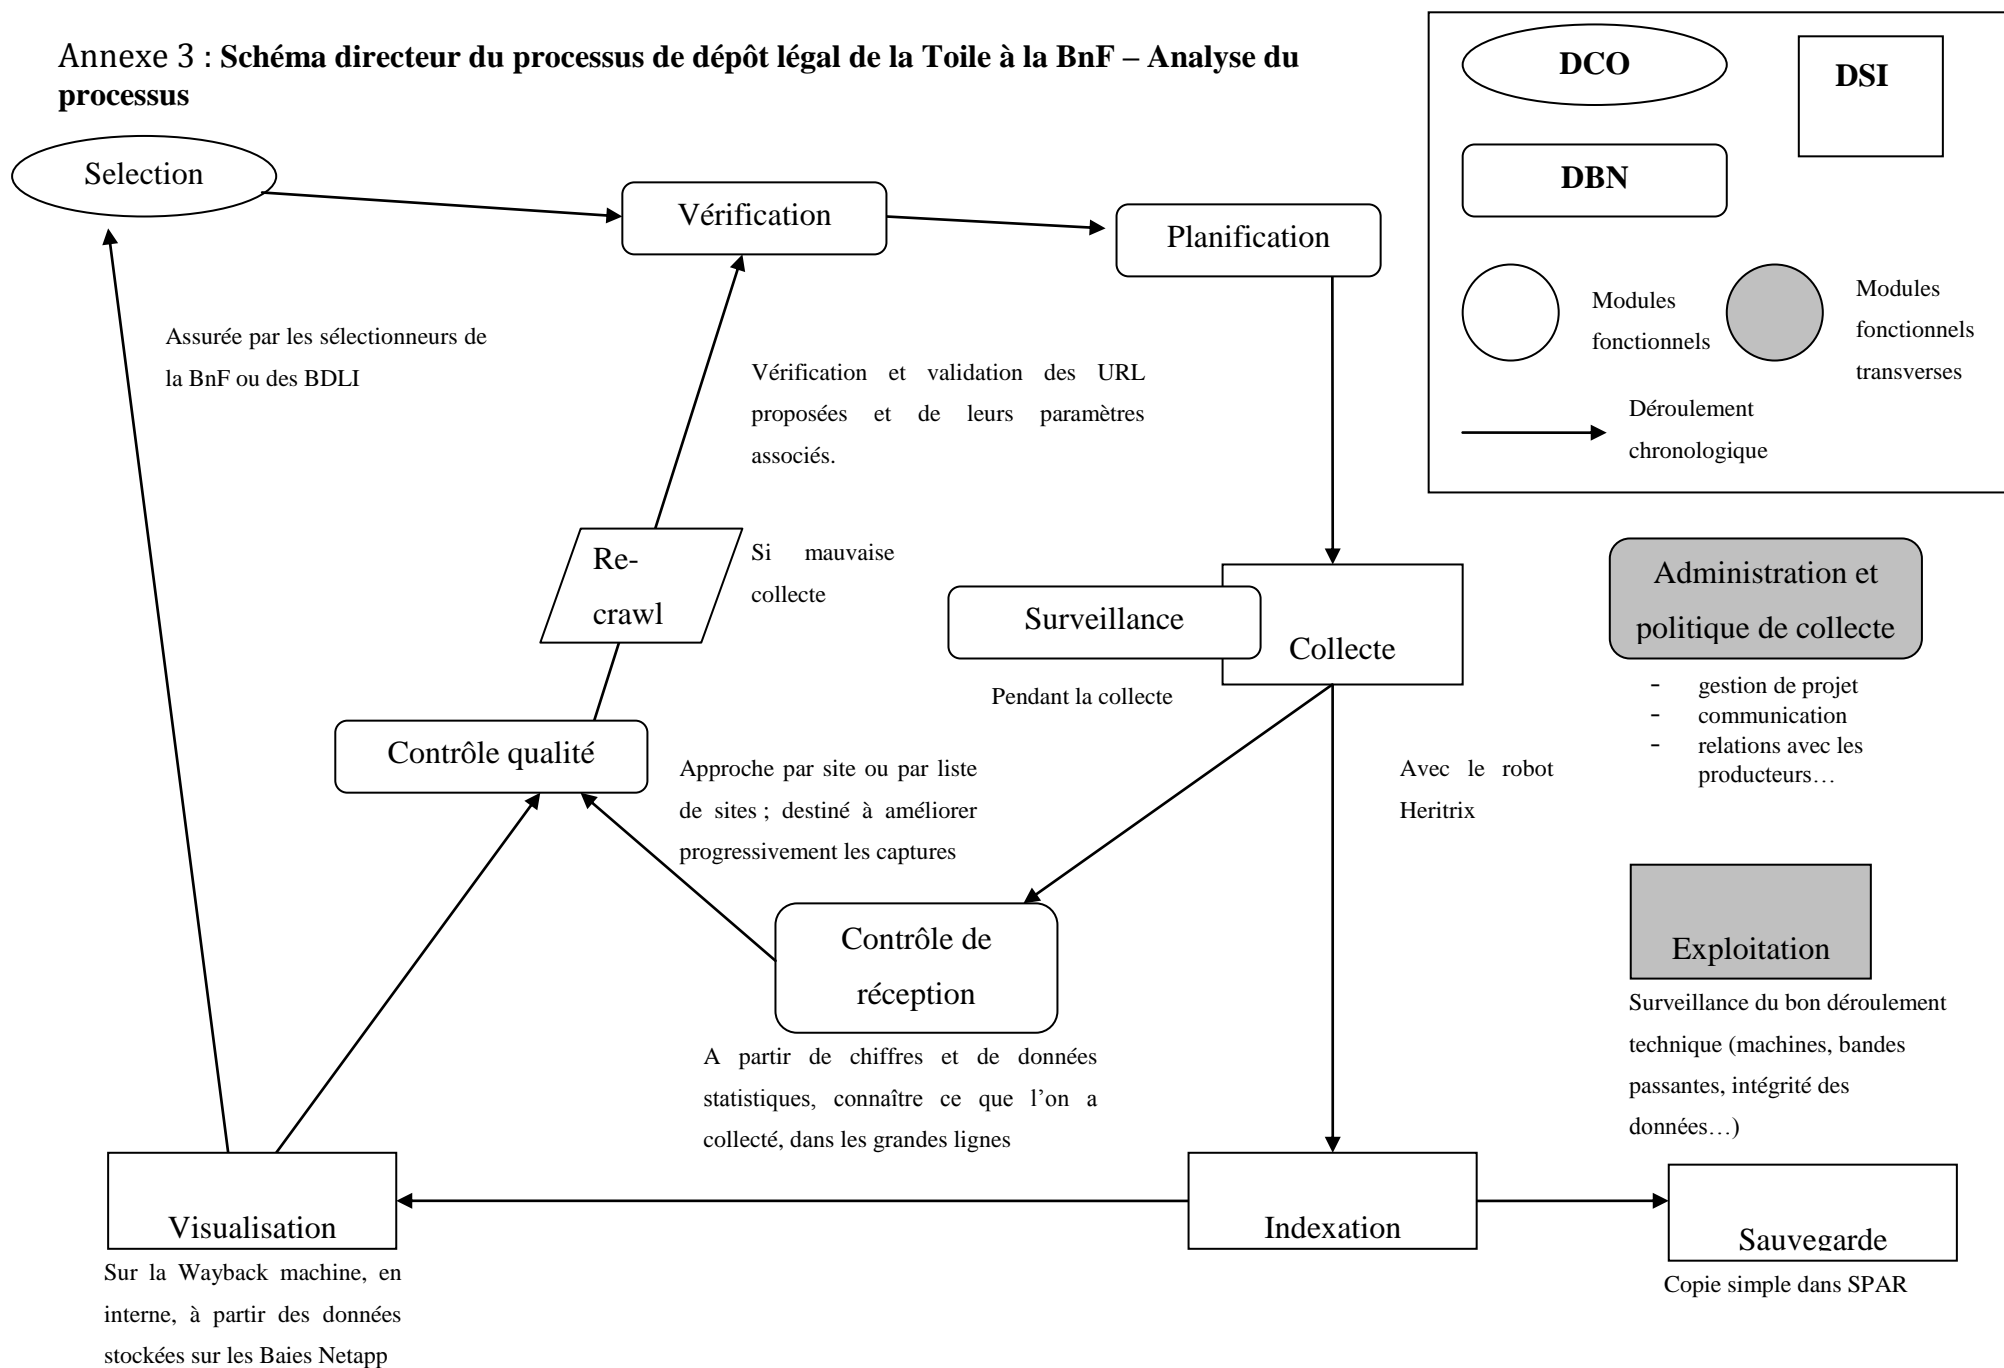 Annexe 3 : Schéma directeur du processus de dépôt légal de la Toile à la BnF – Analyse du
processus
DCO
DSI
DBN
Modules
fonctionnels
Modules
fonctionnels
transverses
Déroulement
chronologique
Selection
Vérification
Planification
Assurée par les sélectionneurs de
la BnF ou des BDLI
Vérification et validation des URL
proposées et de leurs paramètres
associés.
Re-
crawl
Si mauvaise
collecte
Surveillance
Collecte
Pendant la collecte
Administration et
politique de collecte
- gestion de projet
- communication
- relations avec les
producteurs…
Contrôle qualité
Approche par site ou par liste
de sites ; destiné à améliorer
progressivement les captures
Avec le robot
Heritrix
Contrôle de
réception
A partir de chiffres et de données
statistiques, connaître ce que l’on a
collecté, dans les grandes lignes
Exploitation
Surveillance du bon déroulement
technique (machines, bandes
passantes, intégrité des
données…)
Visualisation
Sur la Wayback machine, en
interne, à partir des données
stockées sur les Baies Netapp
Indexation
Sauvegarde
Copie simple dans SPAR